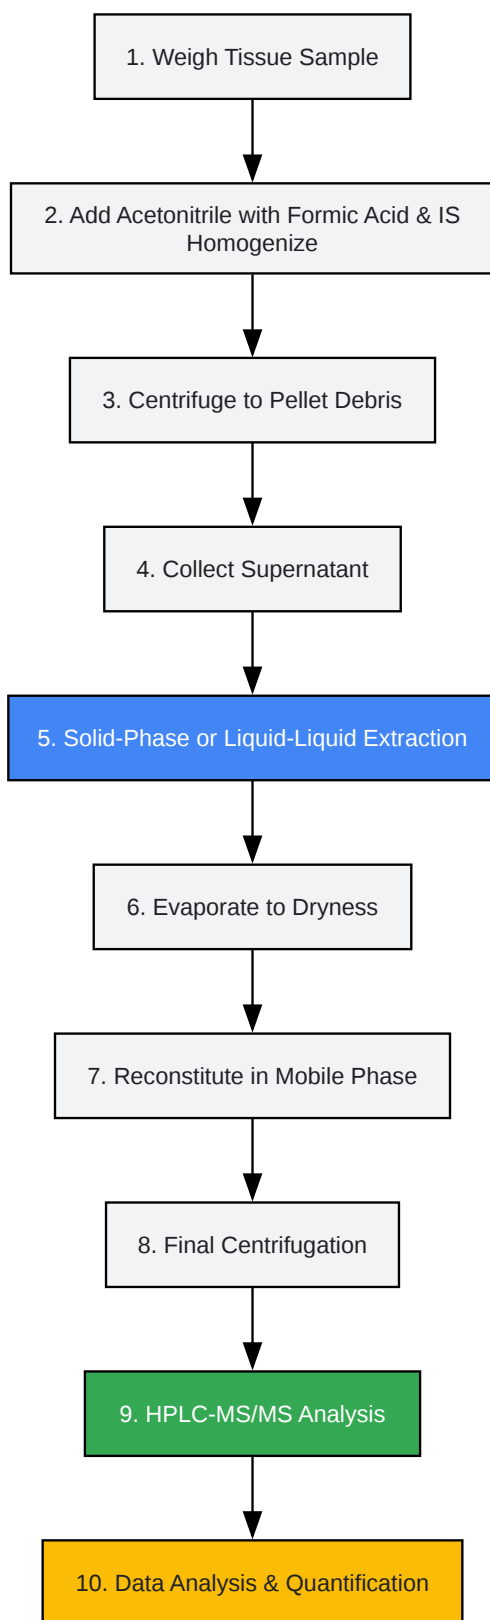 1. Weigh Tissue Sample
2. Add Acetonitrile with Formic Acid & IS
Homogenize
3. Centrifuge to Pellet Debris
4. Collect Supernatant
5. Solid-Phase or Liquid-Liquid Extraction
6. Evaporate to Dryness
7. Reconstitute in Mobile Phase
8. Final Centrifugation
9. HPLC-MS/MS Analysis
10. Data Analysis & Quantification